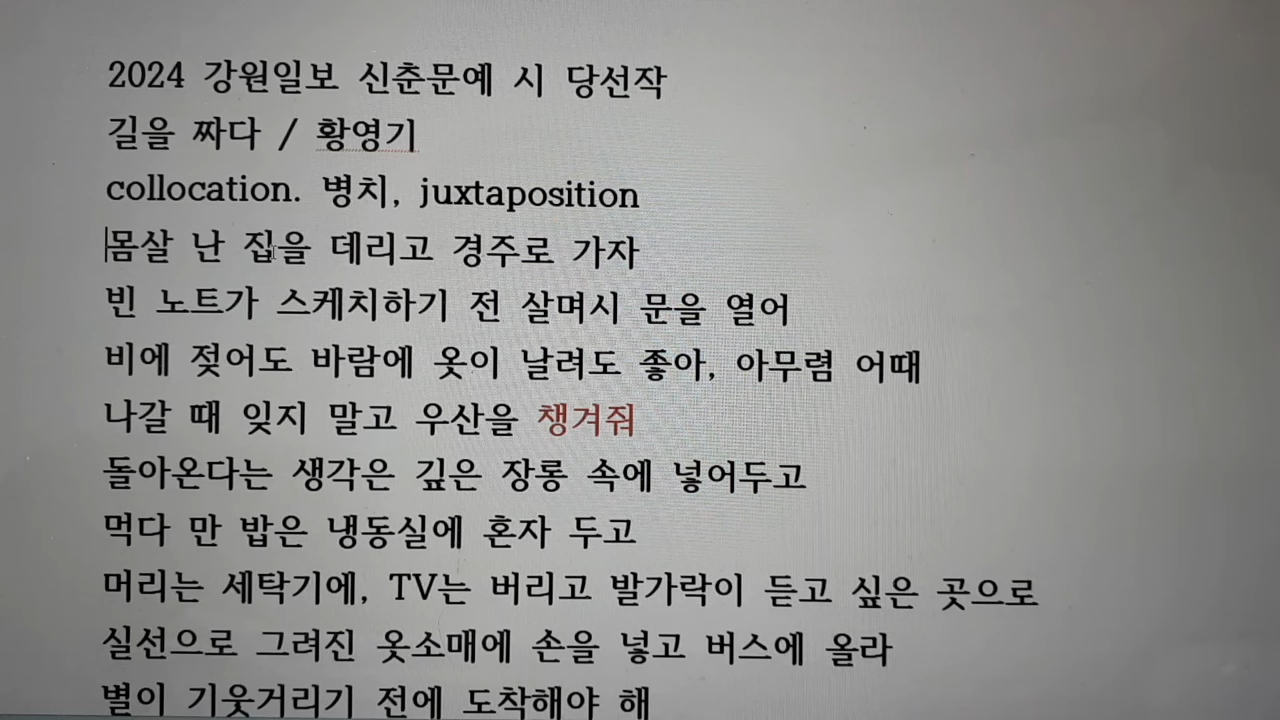 2024 강원일보 신춘문예 시 당선작
길을 짜다 / 황영기
collocation. 병치, juxtaposition
몸살 난 집을 데리고 경주로 가자
빈 노트가 스케치하기 전 살며시 문을 열어
비에 젖어도 바람에 옷이 날려도 좋아, 아무렴 어때
나갈 때 잊지 말고 우산을 챙겨줘
돌아온다는 생각은 깊은 장롱 속에 넣어두고
먹다 만 밥은 냉동실에 혼자 두고
머리는 세탁기에, TV는 버리고 발가락이 듣고 싶은 곳으로
실선으로 그려진 옷소매에 손을 넣고 버스에 올라
별이 기웃거리기 전에 도착해야 해